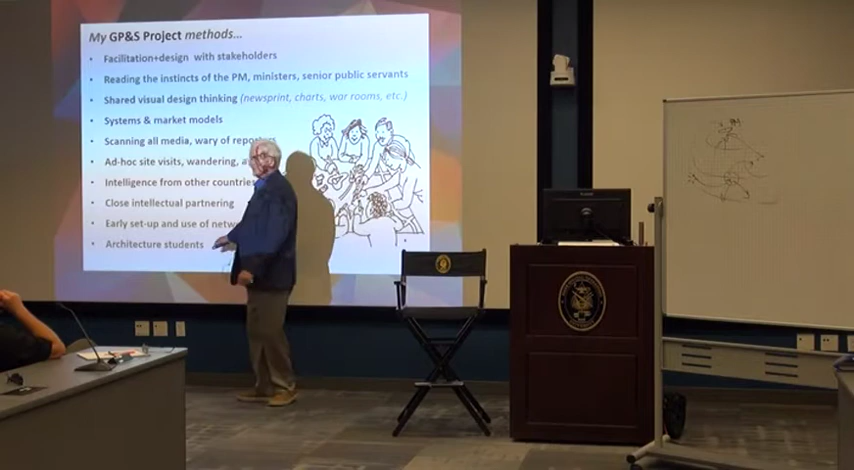 My GP&S Project methods...
• Facilitation+design with stakeholders
• Reading the instincts of the PM, ministers, senior public servants
• Shared visual design thinking (newsprint, charts, war rooms, etc.)
• Systems & market models
• Scanning all media, wary of reporters
• Ad-hoc site visits, wandering,
• Intelligence from other countries
• Close intellectual partnering
• Early set-up and use of
• Architecture students